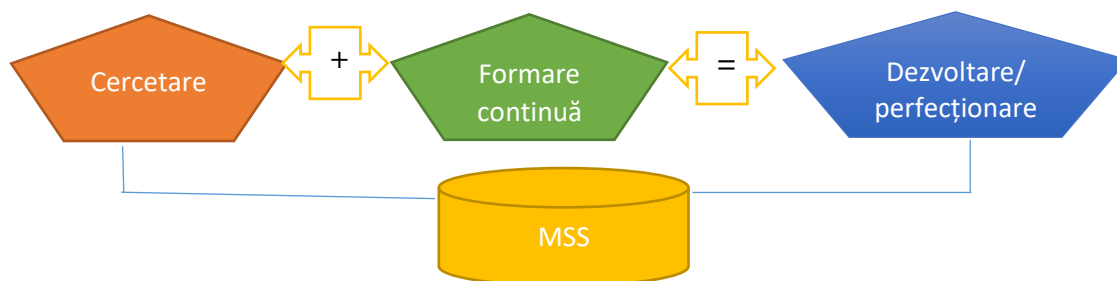 Cercetare
+
Formare
continuă
=
Dezvoltare/
perfecționare
MSS